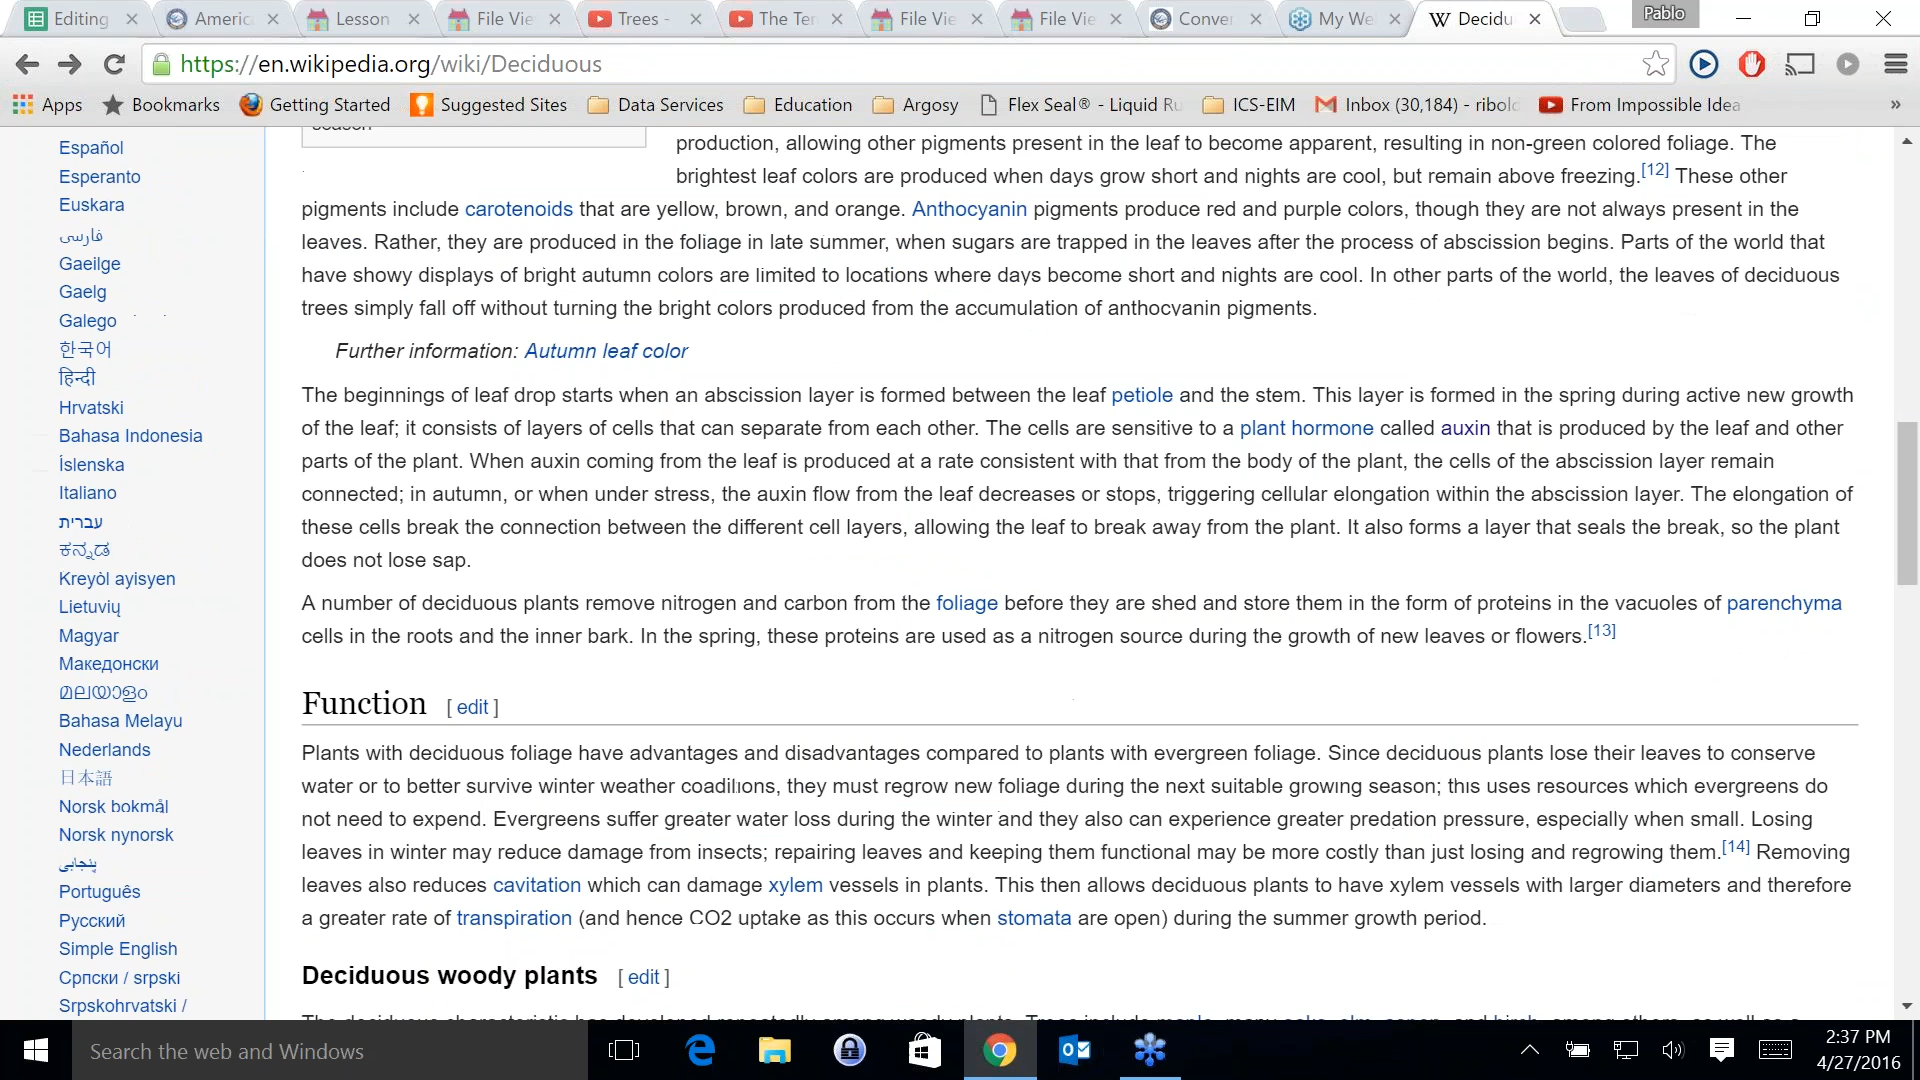 Editing
Americ
Lesson
File Vie
Trees -
The Ter
File Vie
File Vie
Conver
My We
W Decidu
Pablo
https://en.wikipedia.org/wiki/Deciduous
Apps
Bookmarks
Getting Started
Suggested Sites
Data Services
Education
Argosy
Flex Seal® - Liquid Ru
ICS-EIM
Inbox (30,184) - ribold
From Impossible Idea
»
Español
Esperanto
Euskara
فارسی
Gaeilge
Gaelg
Galego
한국어
हिन्दी
Hrvatski
Bahasa Indonesia
Íslenska
Italiano
עברית
ಕನ್ನಡ
Kreyòl ayisyen
Lietuvių
Magyar
Македонски
മലയാളം
Bahasa Melayu
Nederlands
日本語
Norsk bokmål
Norsk nynorsk
پنجابی
Português
Русский
Simple English
Српски / srpski
Srpskohrvatski /
season
production, allowing other pigments present in the leaf to become apparent, resulting in non-green colored foliage. The
brightest leaf colors are produced when days grow short and nights are cool, but remain above freezing.[12] These other
pigments include carotenoids that are yellow, brown, and orange. Anthocyanin pigments produce red and purple colors, though they are not always present in the
leaves. Rather, they are produced in the foliage in late summer, when sugars are trapped in the leaves after the process of abscission begins. Parts of the world that
have showy displays of bright autumn colors are limited to locations where days become short and nights are cool. In other parts of the world, the leaves of deciduous
trees simply fall off without turning the bright colors produced from the accumulation of anthocyanin pigments.
Further information: Autumn leaf color
The beginnings of leaf drop starts when an abscission layer is formed between the leaf petiole and the stem. This layer is formed in the spring during active new growth
of the leaf; it consists of layers of cells that can separate from each other. The cells are sensitive to a plant hormone called auxin that is produced by the leaf and other
parts of the plant. When auxin coming from the leaf is produced at a rate consistent with that from the body of the plant, the cells of the abscission layer remain
connected; in autumn, or when under stress, the auxin flow from the leaf decreases or stops, triggering cellular elongation within the abscission layer. The elongation of
these cells break the connection between the different cell layers, allowing the leaf to break away from the plant. It also forms a layer that seals the break, so the plant
does not lose sap.
A number of deciduous plants remove nitrogen and carbon from the foliage before they are shed and store them in the form of proteins in the vacuoles of parenchyma
cells in the roots and the inner bark. In the spring, these proteins are used as a nitrogen source during the growth of new leaves or flowers.[13]
Function [ edit ]
Plants with deciduous foliage have advantages and disadvantages compared to plants with evergreen foliage. Since deciduous plants lose their leaves to conserve
water or to better survive winter weather coadilions, they must regrow new foliage during the next suitable growing season; this uses resources which evergreens do
not need to expend. Evergreens suffer greater water loss during the winter and they also can experience greater predation pressure, especially when small. Losing
leaves in winter may reduce damage from insects; repairing leaves and keeping them functional may be more costly than just losing and regrowing them.[14] Removing
leaves also reduces cavitation which can damage xylem vessels in plants. This then allows deciduous plants to have xylem vessels with larger diameters and therefore
a greater rate of transpiration (and hence CO2 uptake as this occurs when stomata are open) during the summer growth period.
Deciduous woody plants [ edit ]
Search the web and Windows
2:37 PM
4/27/2016